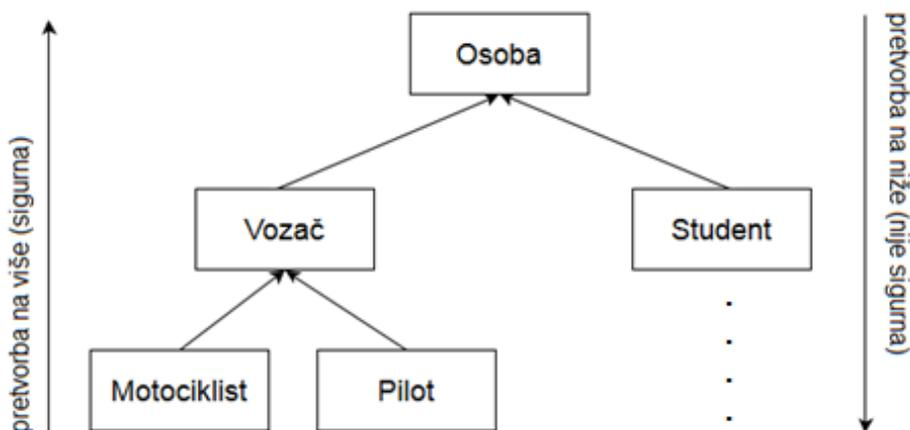 Osoba
pretvorba na više (sigurna)
pretvorba na niže (nije sigurna)
Vozač
Student
Motociklist
Pilot